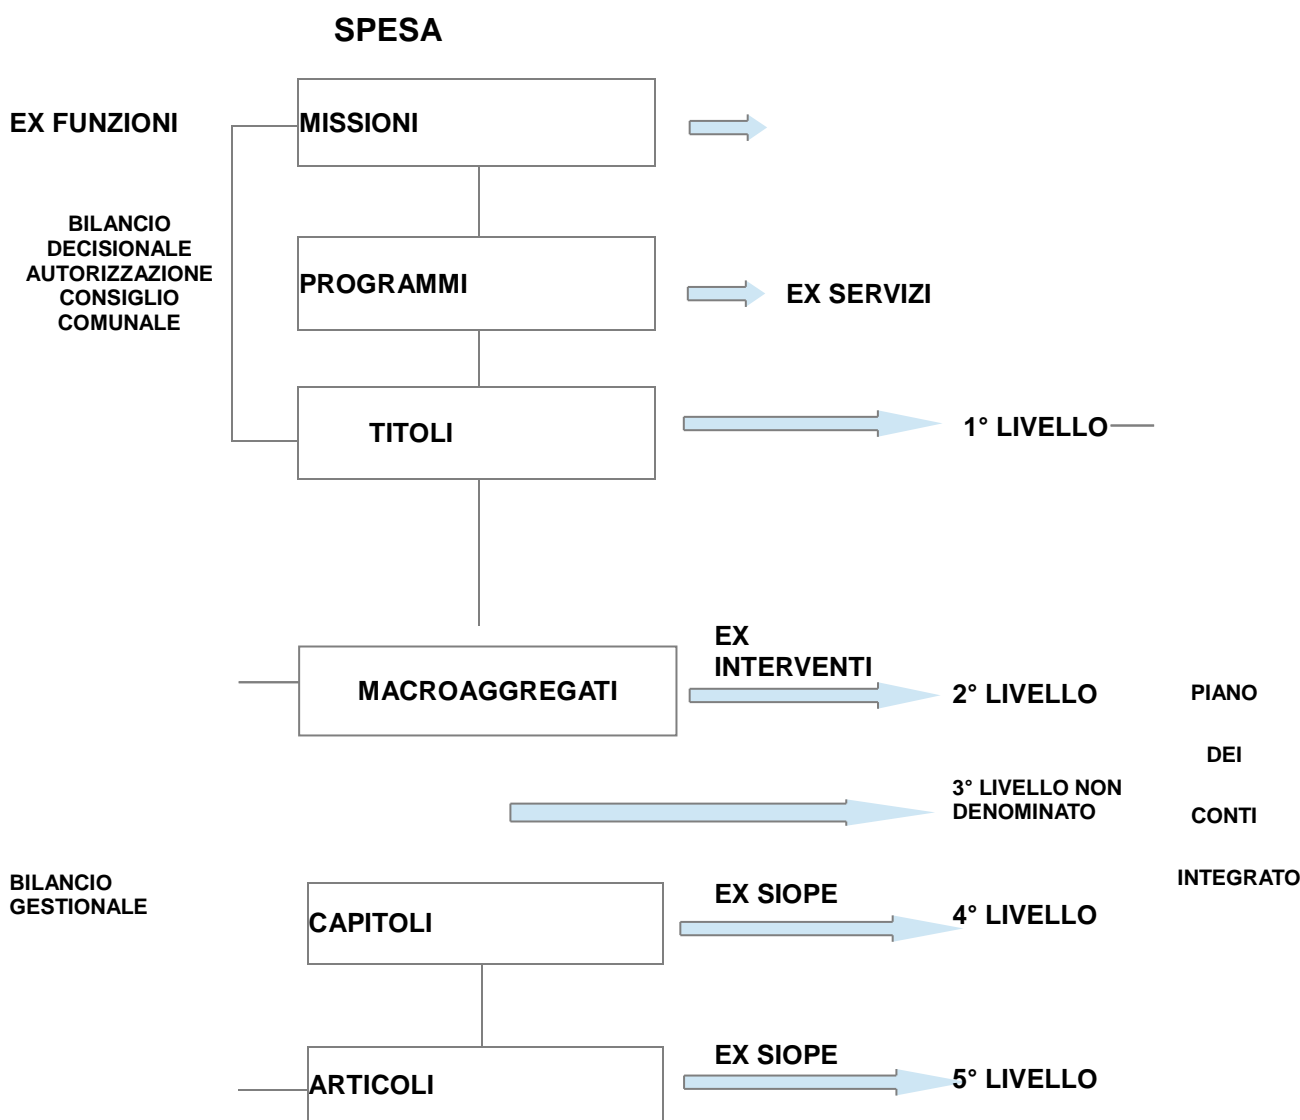 SPESA
EX FUNZIONI
MISSIONI
BILANCIO
DECISIONALE
AUTORIZZAZIONE
CONSIGLIO
COMUNALE
PROGRAMMI
EX SERVIZI
TITOLI
1° LIVELLO
EX
INTERVENTI
MACROAGGREGATI
2° LIVELLO
PIANO
DEI
CONTI
INTEGRATO
3° LIVELLO NON
DENOMINATO
BILANCIO
GESTIONALE
CAPITOLI
EX SIOPE
4° LIVELLO
ARTICOLI
EX SIOPE
5° LIVELLO